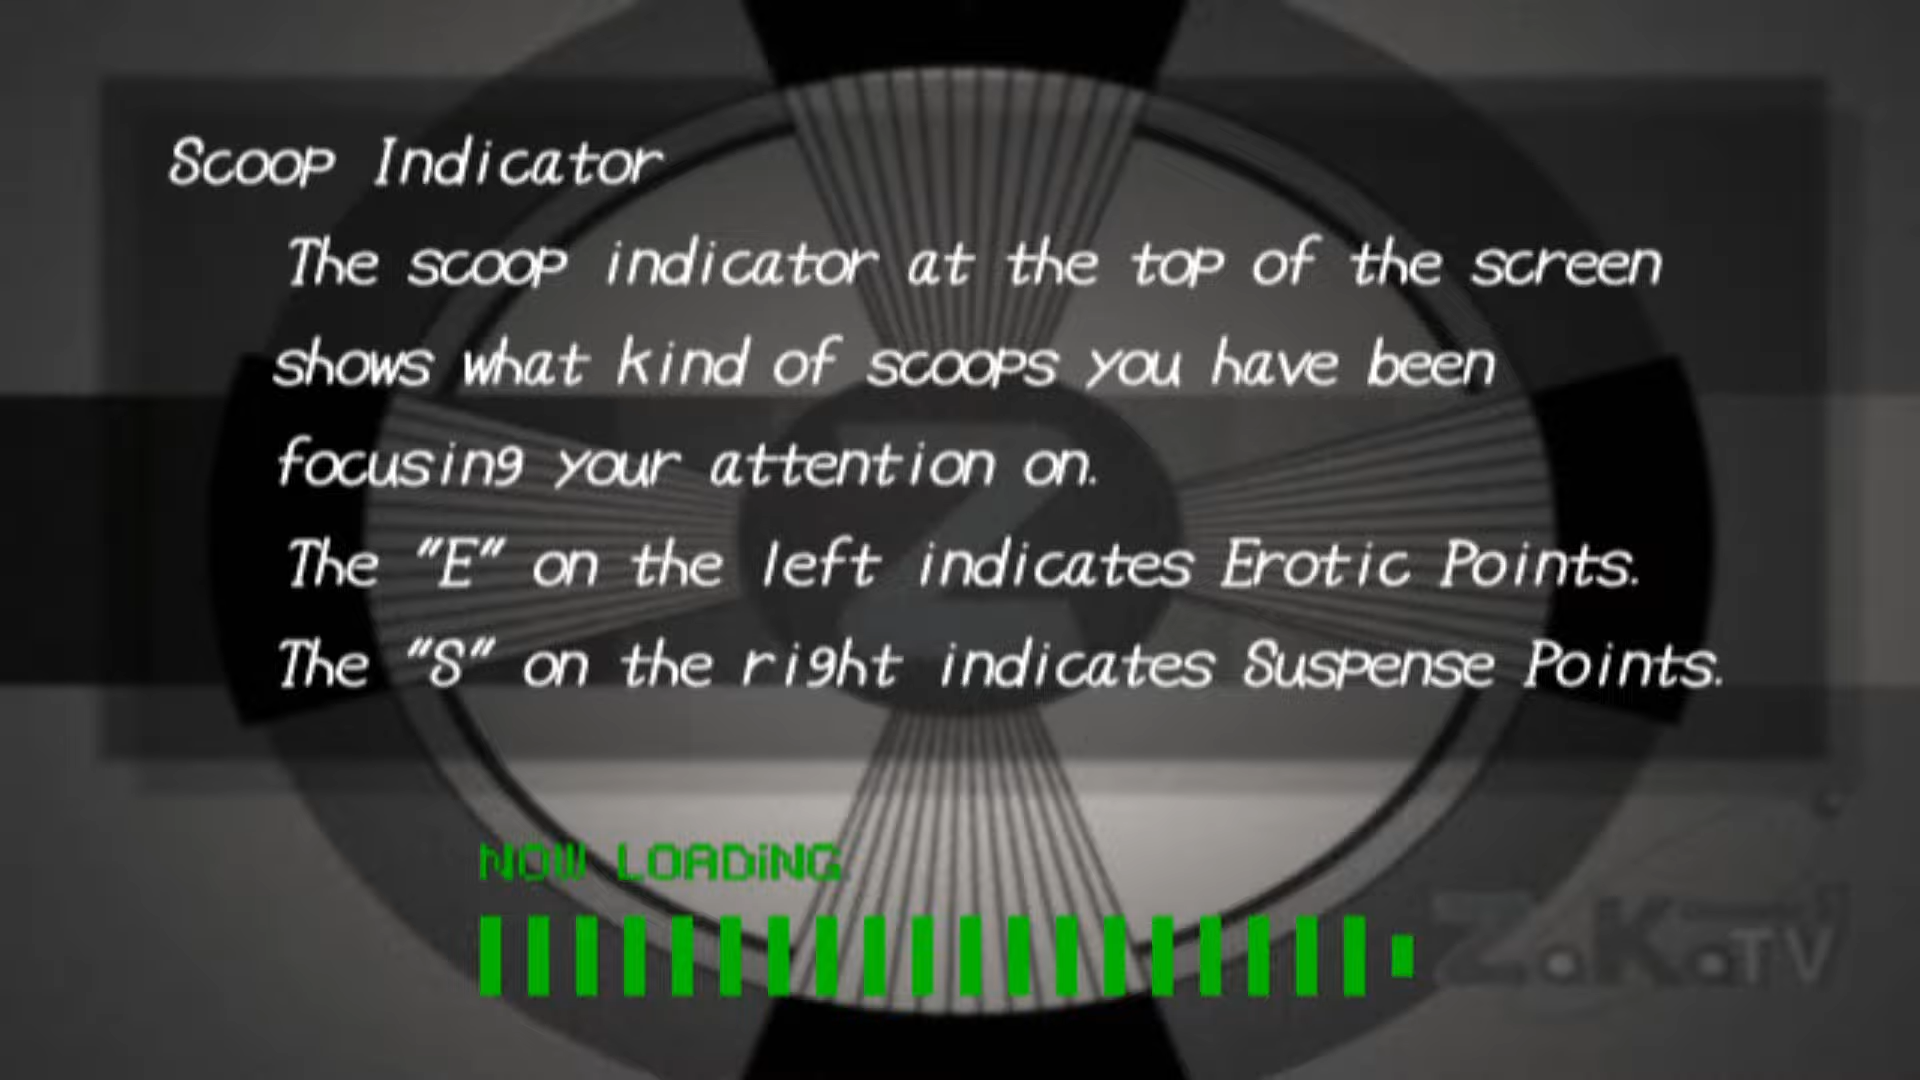 Scoop Indicator
The scoop indicator at the top of the screen
shows what kind of scoops you have been
focusing your attention on.
The "E" on the left indicates Erotic Points.
The "S" on the right indicates Suspense Points.
Z
NOW LOADiNG
ZaKa TV